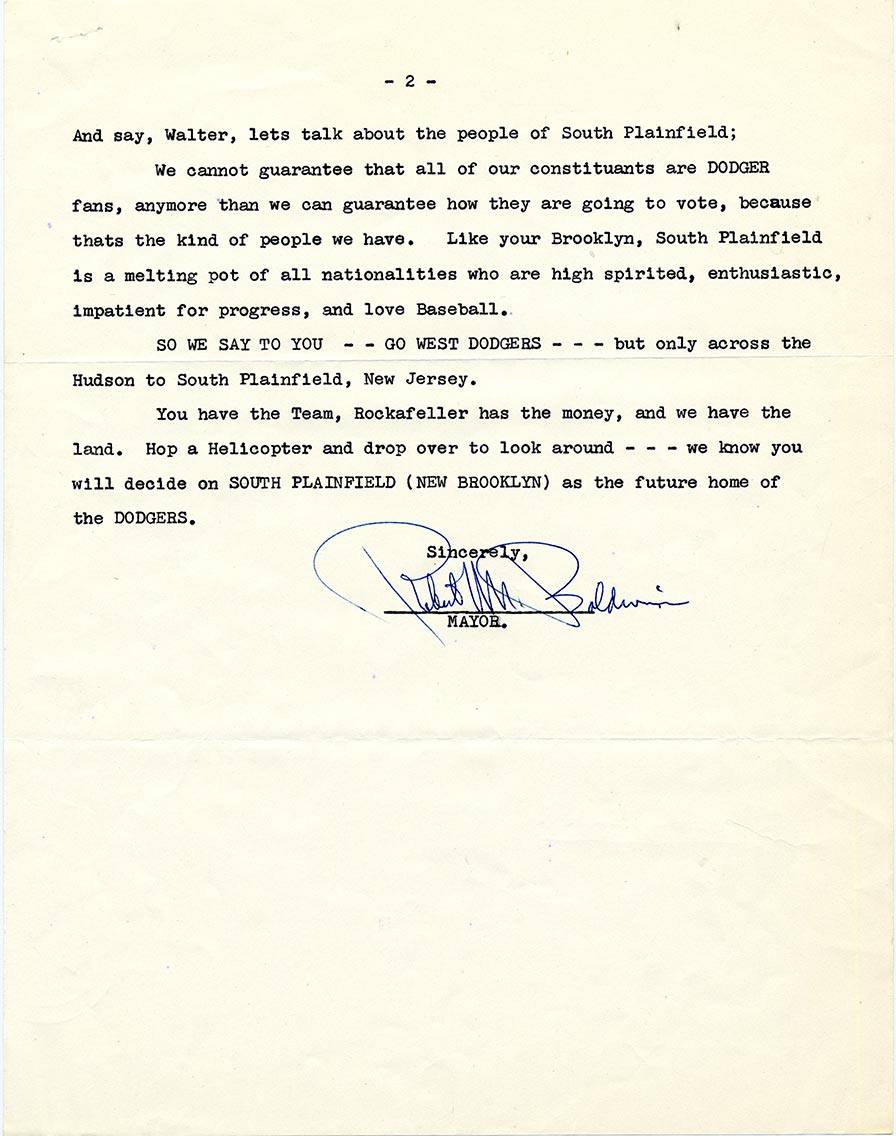 - 2 -
And say, Walter, lets talk about the people of South Plainfield;
We cannot guarantee that all of our constituants are DODGER
fans, anymore than we can guarantee how they are going to vote, because
thats the kind of people we have. Like your Brooklyn, South Plainfield
is a melting pot of all nationalities who are high spirited, enthusiastic,
impatient for progress, and love Baseball.
SO WE SAY TO YOU - - GO WEST DODGERS - - - but only across the
Hudson to South Plainfield, New Jersey.
You have the Team, Rockafeller has the money, and we have the
land. Hop a Helicopter and drop over to look around - - - we know you
will decide on SOUTH PLAINFIELD (NEW BROOKLYN) as the future home of
the DODGERS.
Sincerely,
Robert Baldwin
MAYOR.